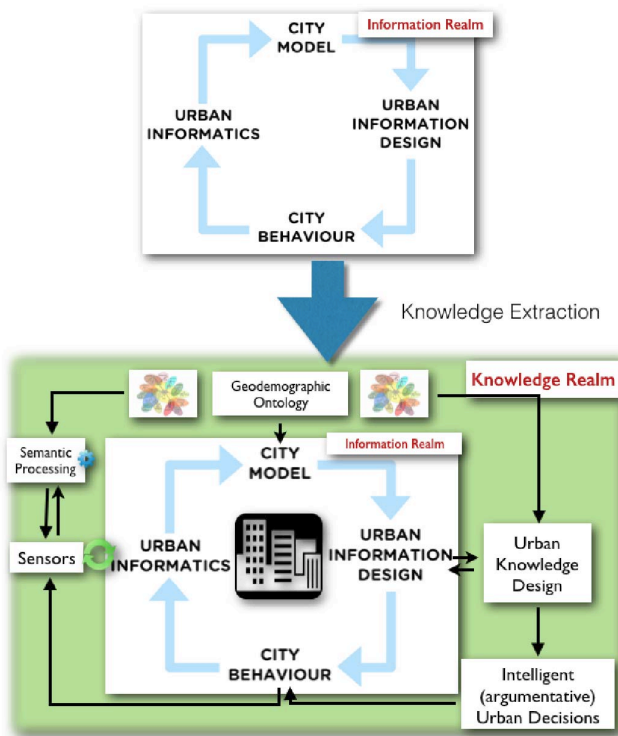 CITY
MODEL
Information Realm
URBAN
INFORMATICS
URBAN
INFORMATION
DESIGN
CITY
BEHAVIOUR
Knowledge Extraction
Knowledge Realm
Geodemographic
Ontology
Semantic
Processing
Sensors
CITY
MODEL
Information Realm
URBAN
INFORMATICS
URBAN
INFORMATION
DESIGN
CITY
BEHAVIOUR
Urban
Knowledge
Design
Intelligent
(argumentative)
Urban Decisions